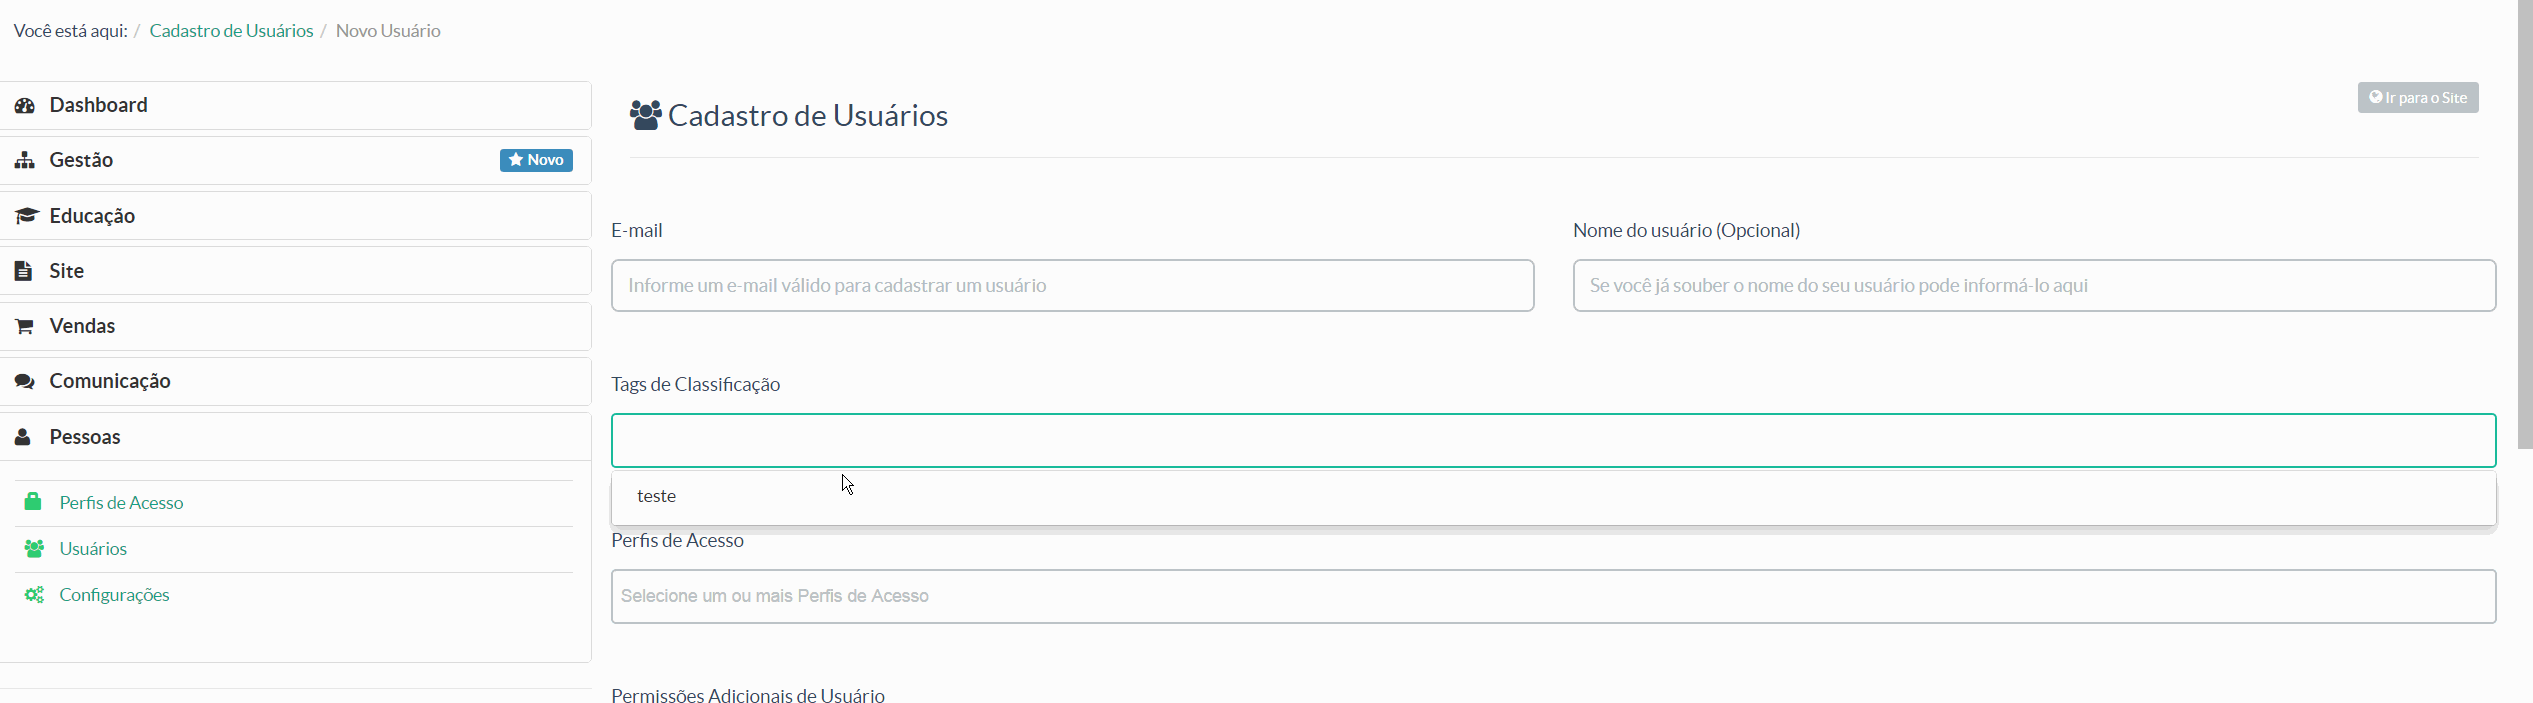 Você está aqui: / Cadastro de Usuários / Novo Usuário
Dashboard
Gestão
Novo
Educação
Site
Vendas
Comunicação
Pessoas
Perfis de Acesso
Usuários
Configurações
Cadastro de Usuários
Ir para o Site
E-mail
Informe um e-mail válido para cadastrar um usuário
Nome do usuário (Opcional)
Se você já souber o nome do seu usuário pode informá-lo aqui
Tags de Classificação
teste
Perfis de Acesso
Selecione um ou mais Perfis de Acesso
Permissões Adicionais de Usuário